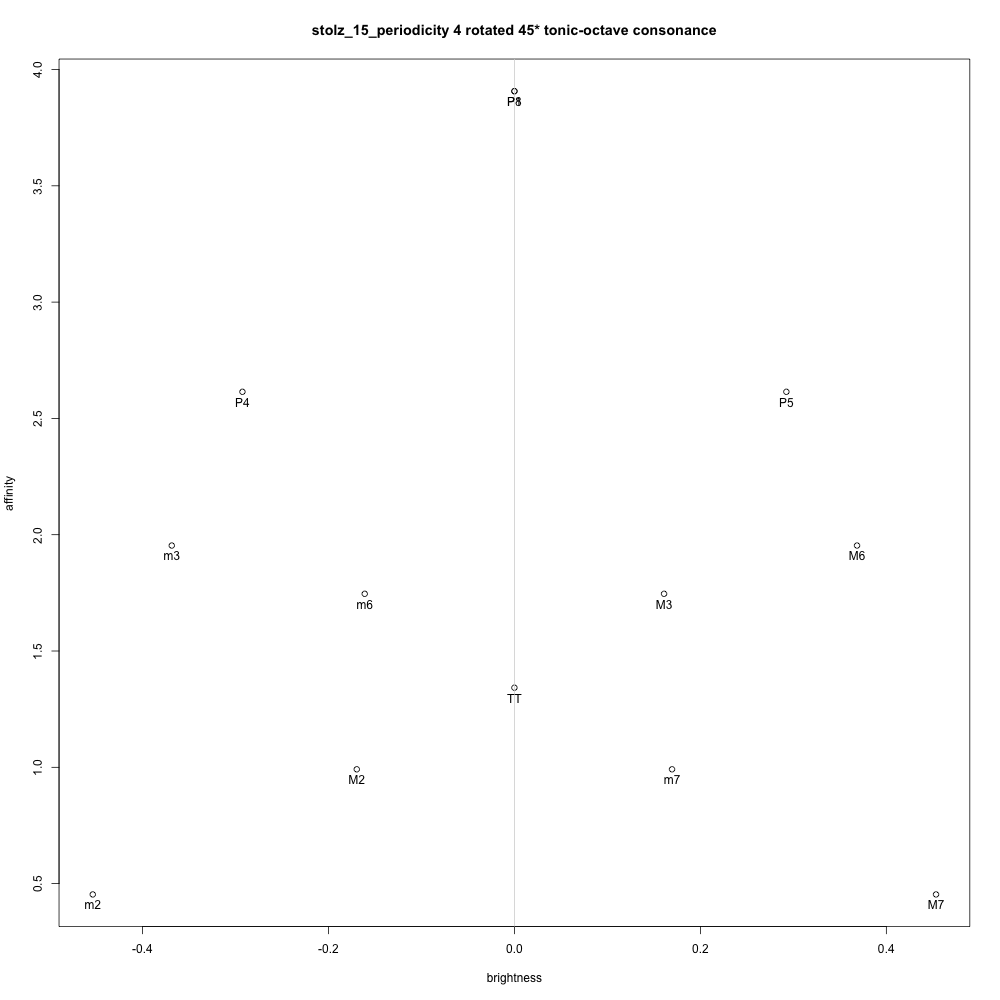 stolz_15_periodicity 4 rotated 45* tonic-octave consonance
4.0
P1
P8
3.5
3.0
2.5
P4
P5
2.0
m3
M6
m6
M3
1.5
TT
1.0
M2
m7
0.5
m2
M7
affinity
-0.4 -0.2 0.0 0.2 0.4
brightness